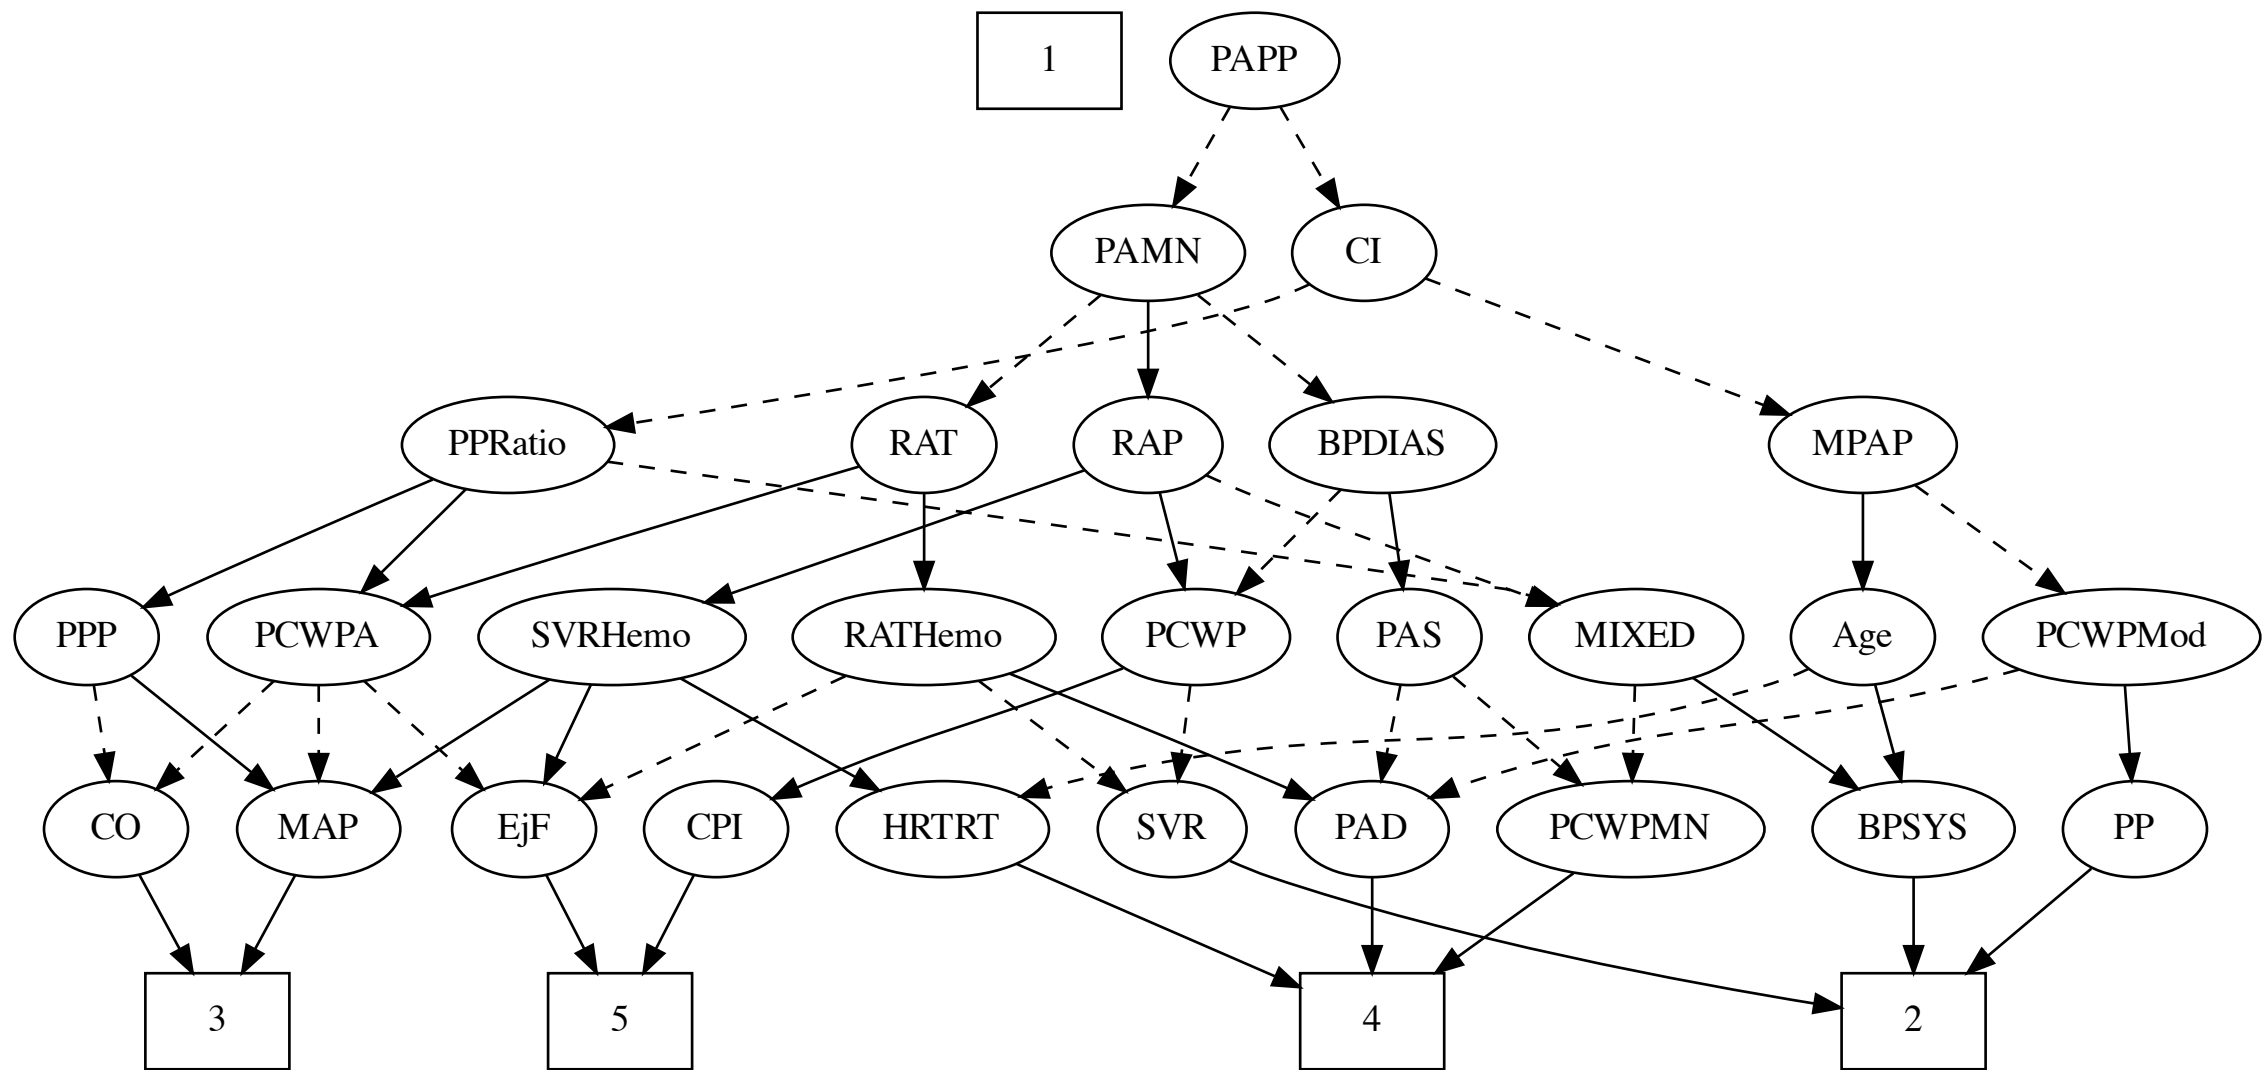 1
PAPP
PAMN
CI
PPRatio
RAT
RAP
BPDIAS
MPAP
PPP
PCWPA
SVRHemo
RATHemo
PCWP
PAS
MIXED
Age
PCWPMod
CO
MAP
EjF
CPI
HRTRT
SVR
PAD
PCWPMN
BPSYS
PP
3
5
4
2